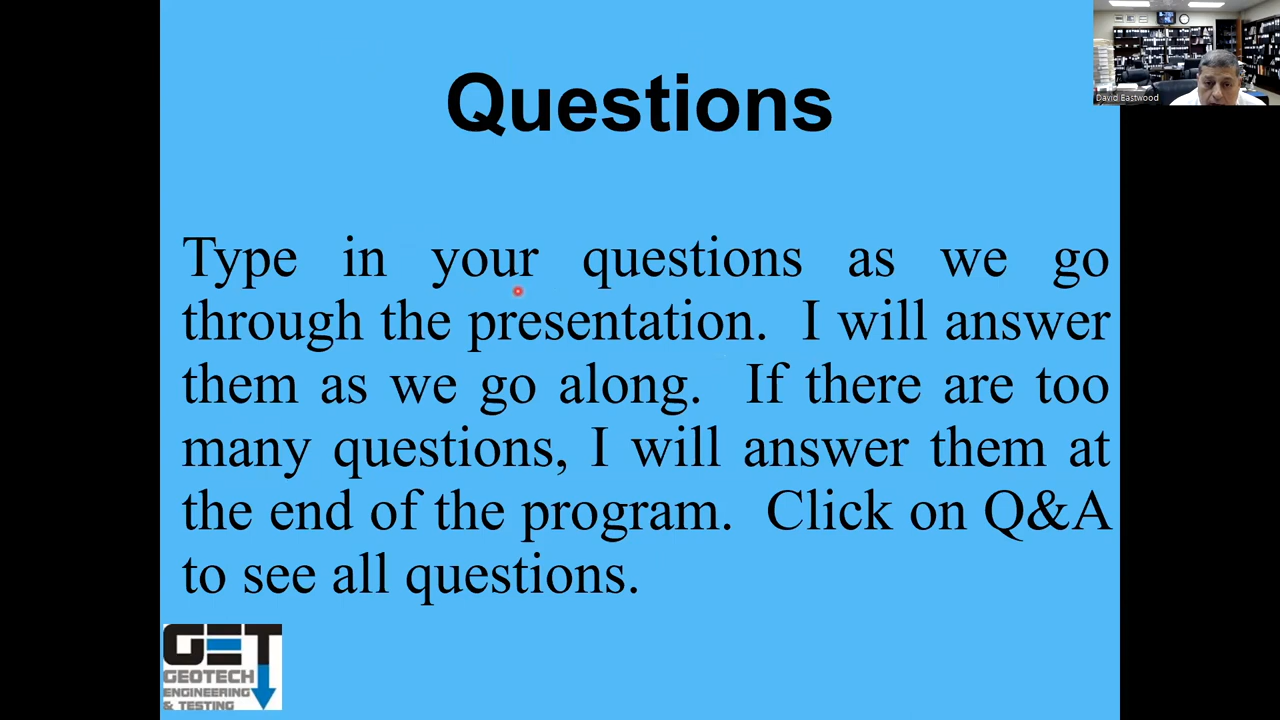 Questions
Type in your questions as we go
through the presentation. I will answer
them as we go along. If there are too
many questions, I will answer them at
the end of the program. Click on Q&A
to see all questions.
David Eastwood
GET
GEOTECH
ENGINEERING
& TESTING